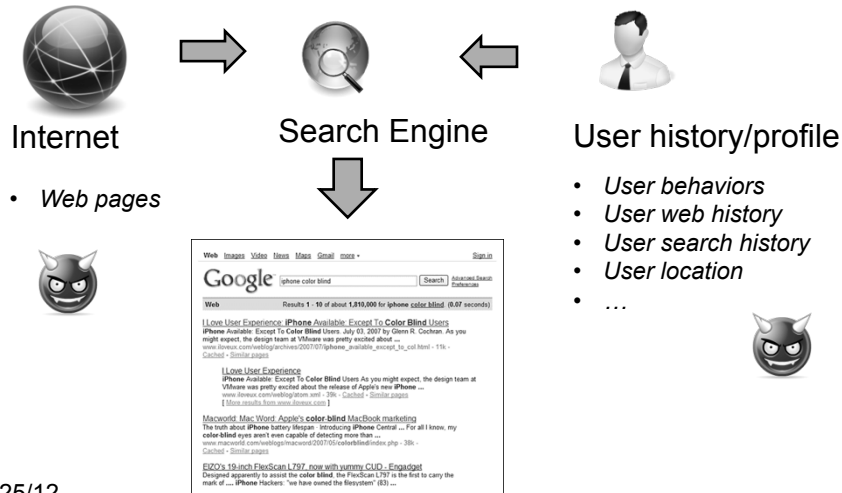 Internet
Search Engine
User history/profile
• Web pages
• User behaviors
• User web history
• User search history
• User location
• …
Web Images Video News Maps Gmail more Sign in
Google iphone color blind Search Advanced Search
Preferences
Web Results 1 - 10 of about 1,810,000 for iphone color blind. (0.07 seconds)
I Love User Experience: iPhone Available: Except To Color Blind Users
iPhone Available: Except To Color Blind Users. July 03, 2007 by Glenn R. Cochran. As you
might expect, the design team at VMware was pretty excited about ...
www.iloveux.com/weblog/archives/2007/07/iphone_available_except_to_col.html - 11k -
Cached - Similar pages
I Love User Experience
iPhone Available: Except To Color Blind Users As you might expect, the design team at
VMware was pretty excited about the release of Apple's new iPhone ...
www.iloveux.com/weblog/atom.xml - 39k - Cached - Similar pages
[ More results from www.iloveux.com ]
Macworld: Mac Word: Apple's color-blind MacBook marketing
The truth about iPhone battery lifespan · Introducing iPhone Central ... For all I know, my
color-blind eyes aren't even capable of detecting more than ...
www.macworld.com/weblogs/macword/2007/05/colorblind/index.php - 38k -
Cached - Similar pages
EIZO's 19-inch FlexScan L797, now with yummy CUD - Engadget
Designed apparently to assist the color blind, the FlexScan L797 is the first to carry the
mark of .... iPhone Hackers: "we have owned the filesystem" (83) ...
25/12